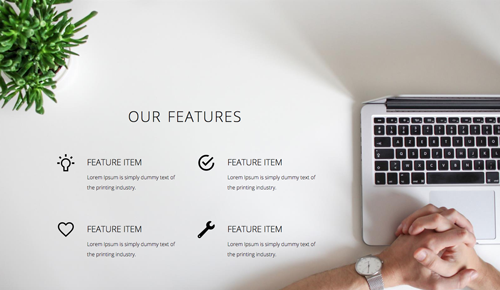 OUR FEATURES
FEATURE ITEM
Lorem Ipsum is simply dummy text of
the printing industry.
FEATURE ITEM
Lorem Ipsum is simply dummy text of
the printing industry.
FEATURE ITEM
Lorem Ipsum is simply dummy text of
the printing industry.
FEATURE ITEM
Lorem Ipsum is simply dummy text of
the printing industry.